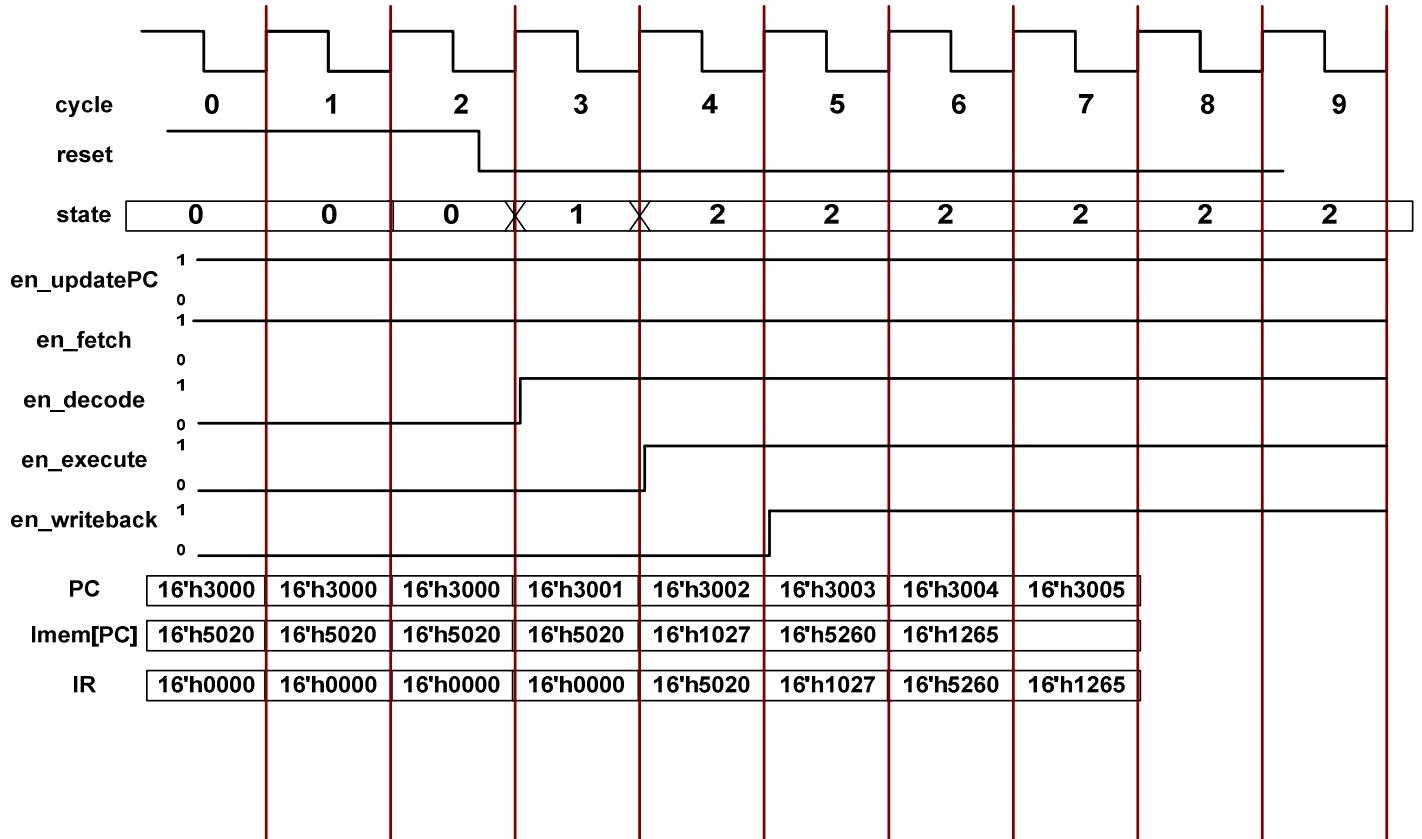 cycle 0 1 2 3 4 5 6 7 8 9
reset
state 0 0 0 1 2 2 2 2 2 2
1
en_updatePC
0
1
en_fetch
0
1
en_decode
0
1
en_execute
0
1
en_writeback
0
PC 16'h3000 16'h3000 16'h3000 16'h3001 16'h3002 16'h3003 16'h3004 16'h3005
Imem[PC] 16'h5020 16'h5020 16'h5020 16'h5020 16'h1027 16'h5260 16'h1265
IR 16'h0000 16'h0000 16'h0000 16'h0000 16'h5020 16'h1027 16'h5260 16'h1265